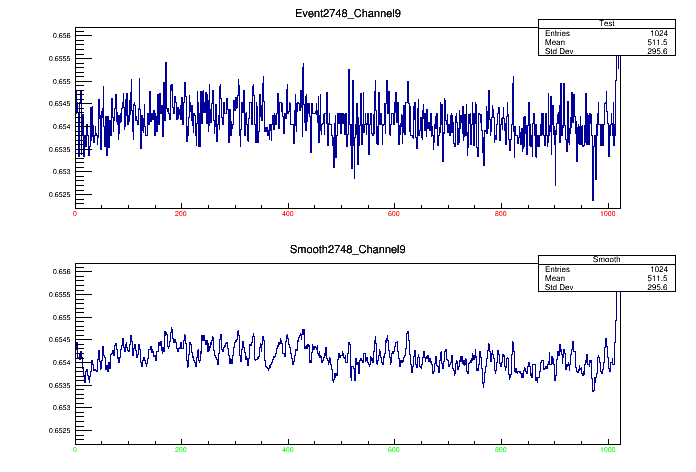 Event2748_Channel9
Test
Entries 1024
Mean 511.5
Std Dev 295.6
0.656
0.6555
0.655
0.6545
0.654
0.6535
0.653
0.6525
0 200 400 600 800 1000
Smooth2748_Channel9
Smooth
Entries 1024
Mean 511.5
Std Dev 295.6
0.656
0.6555
0.655
0.6545
0.654
0.6535
0.653
0.6525
0 200 400 600 800 1000